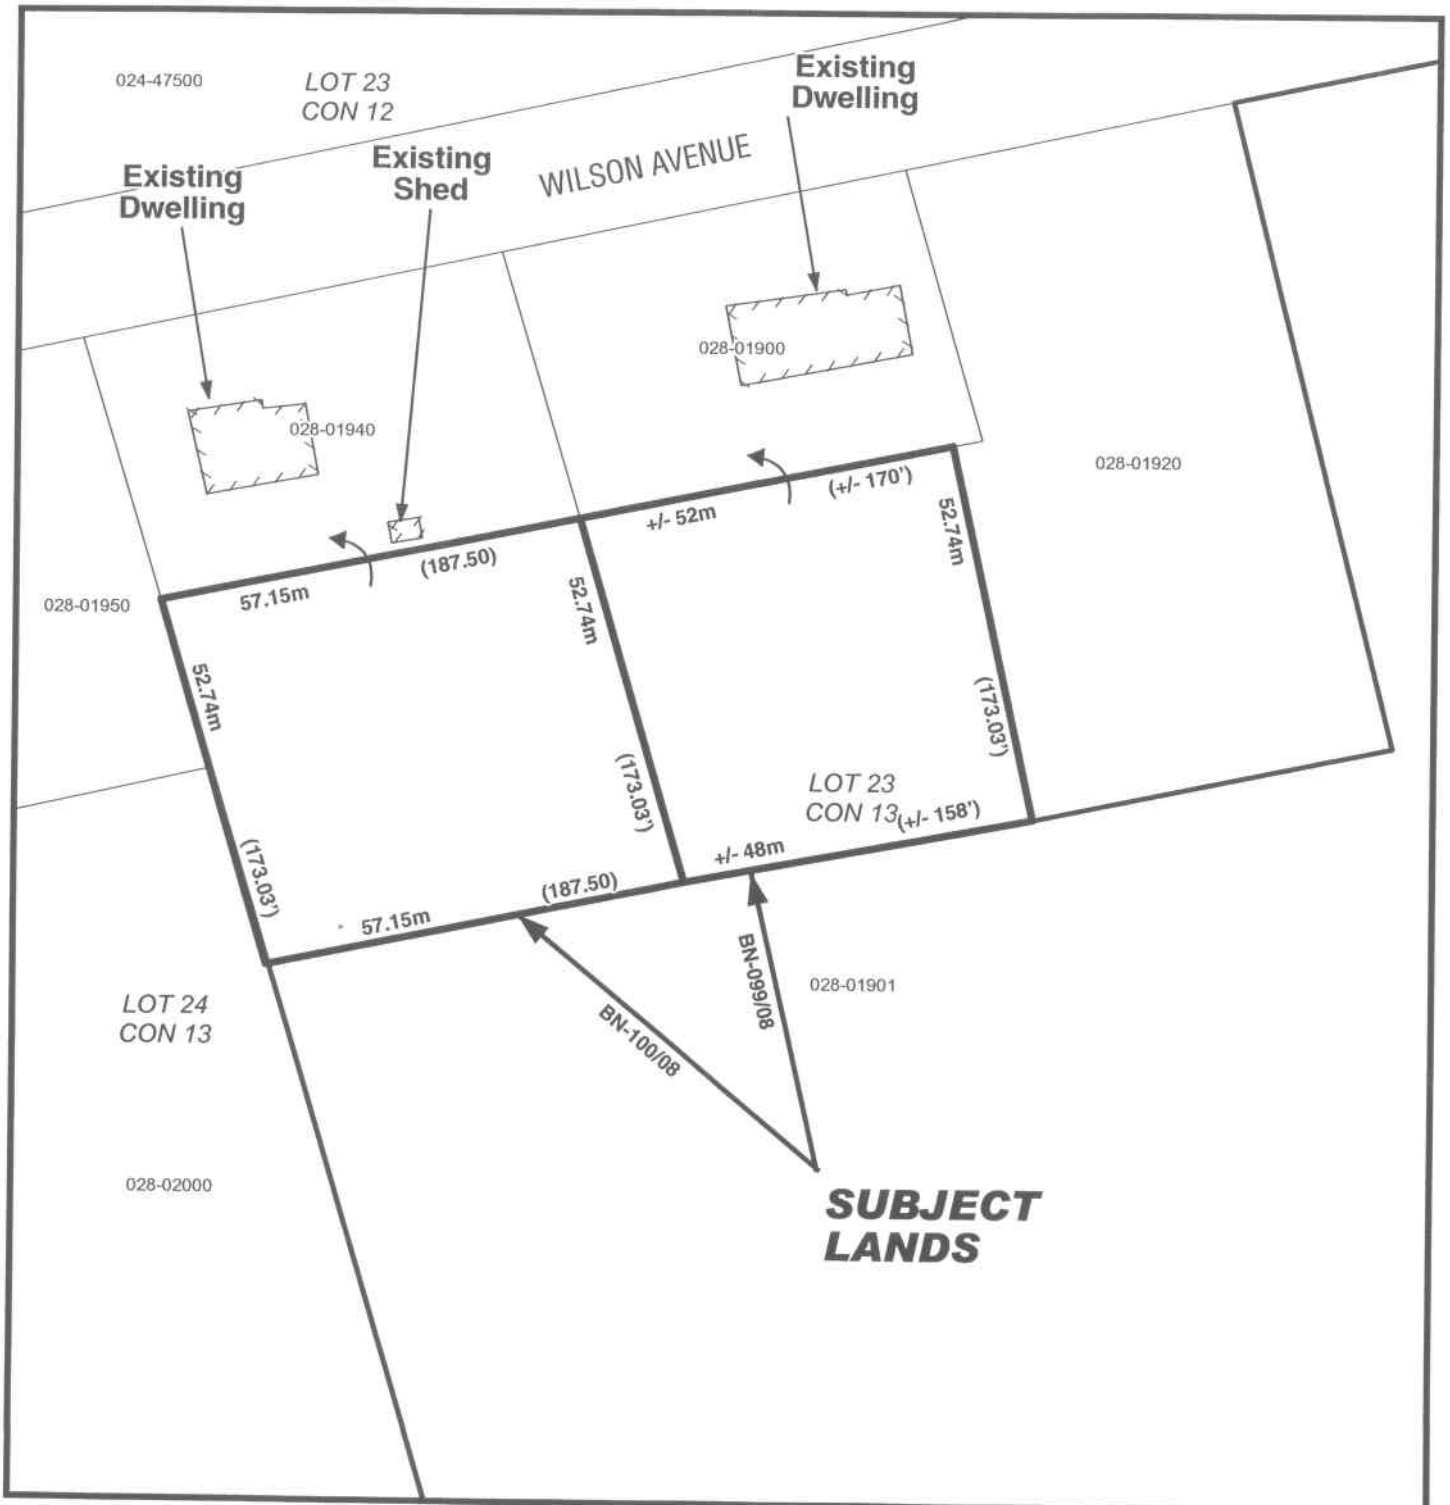 024-47500
LOT 23
CON 12
Existing
Dwelling
Existing
Dwelling
Existing
Shed
WILSON AVENUE
028-01900
028-01940
028-01920
(+/- 170')
+/- 52m
52.74m
(187.50)
57.15m
52.74m
028-01950
52.74m
(173.03')
(173.03')
LOT 23
CON 13
(+/- 158')
+/- 48m
(173.03')
(187.50)
57.15m
BN-099/08
028-01901
BN-100/08
LOT 24
CON 13
028-02000
SUBJECT
LANDS